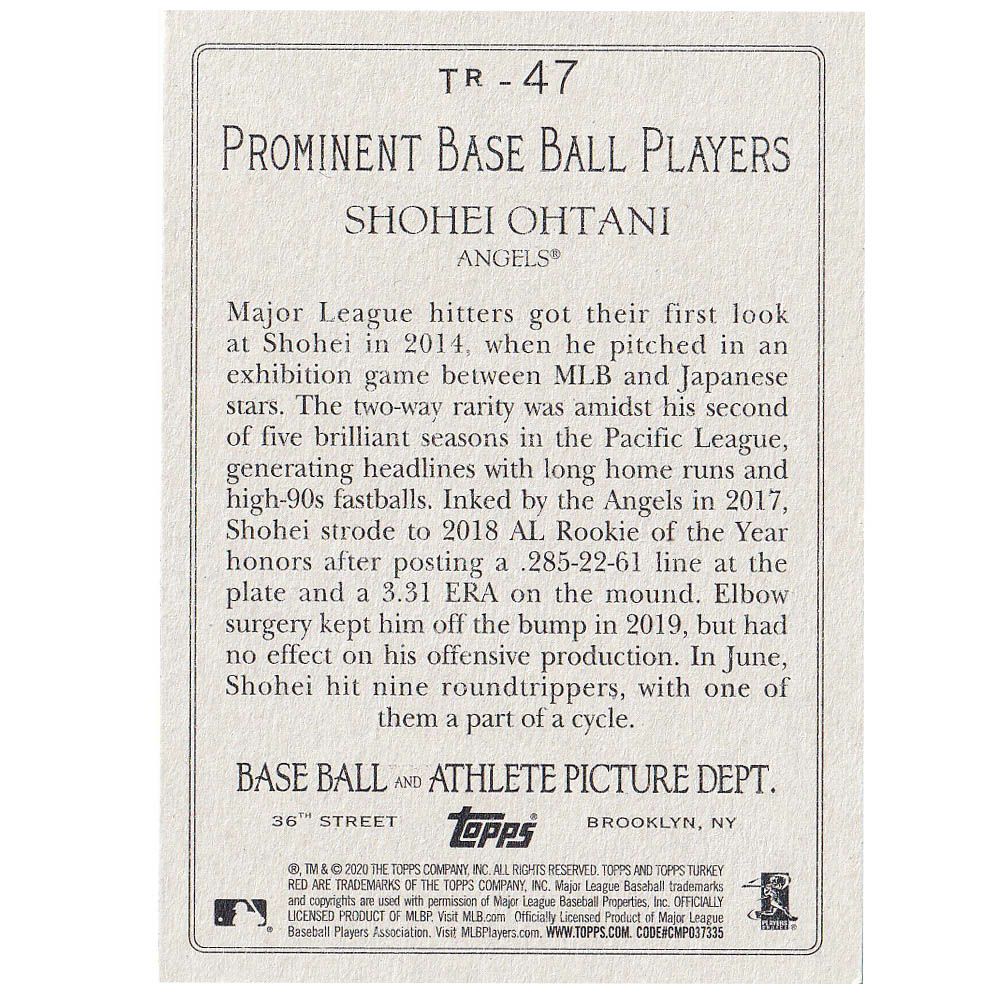 TR - 47
PROMINENT BASE BALL PLAYERS
SHOHEI OHTANI
ANGELS®
Major League hitters got their first look
at Shohei in 2014, when he pitched in an
exhibition game between MLB and Japanese
stars. The two-way rarity was amidst his second
of five brilliant seasons in the Pacific League,
generating headlines with long home runs and
high-90s fastballs. Inked by the Angels in 2017,
Shohei strode to 2018 AL Rookie of the Year
honors after posting a .285-22-61 line at the
plate and a 3.31 ERA on the mound. Elbow
surgery kept him off the bump in 2019, but had
no effect on his offensive production. In June,
Shohei hit nine roundtrippers, with one of
them a part of a cycle.
BASE BALL AND ATHLETE PICTURE DEPT.
36TH STREET topps® BROOKLYN, NY
®, TM & © 2020 THE TOPPS COMPANY, INC. ALL RIGHTS RESERVED. TOPPS AND TOPPS TURKEY
RED ARE TRADEMARKS OF THE TOPPS COMPANY, INC. Major League Baseball trademarks
and copyrights are used with permission of Major League Baseball Properties, Inc. OFFICIALLY
LICENSED PRODUCT OF MLBP. Visit MLB.com Officially Licensed Product of Major League
Baseball Players Association. Visit MLBPlayers.com. WWW.TOPPS.COM. CODE#CMP037335